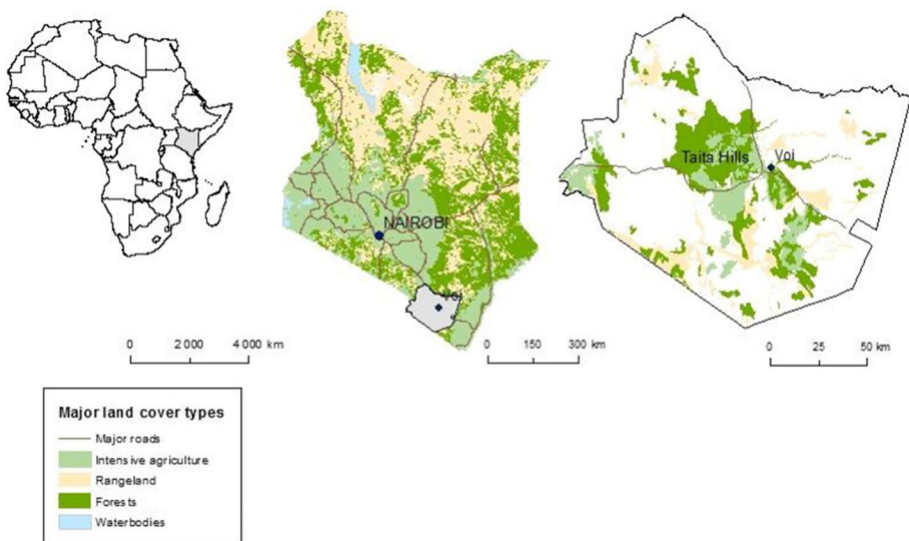 Taita Hills
Voi
NAIROBI
Voi
0 2 000 4 000 km
0 150 300 km
0 25 50 km
Major land cover types
Major roads
Intensive agriculture
Rangeland
Forests
Waterbodies